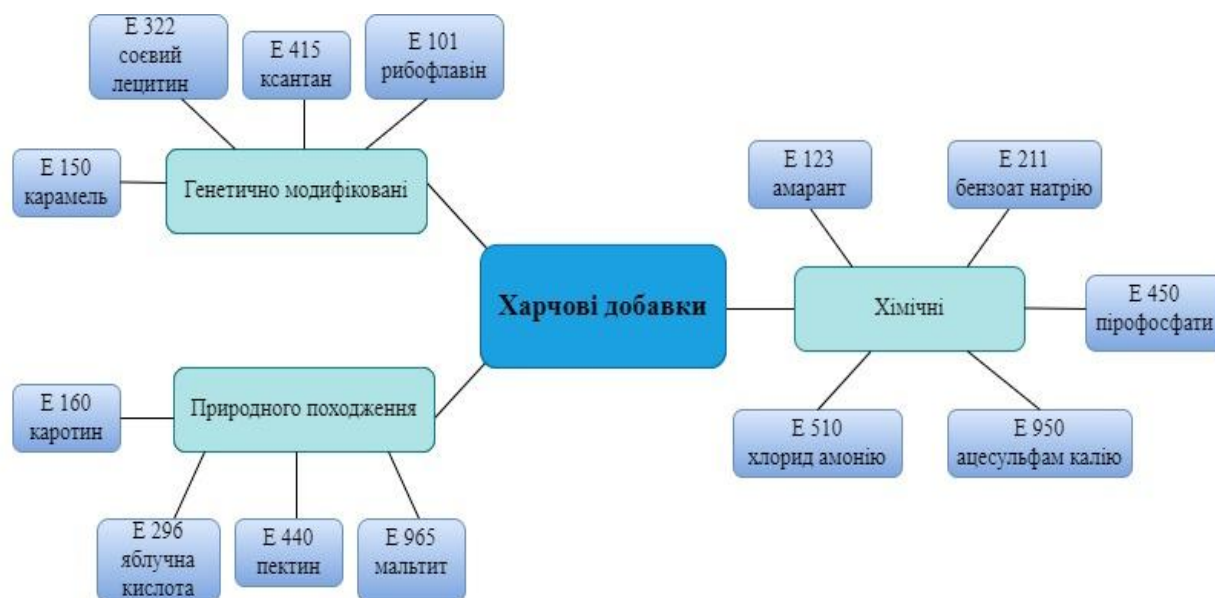 Е 322
соєвий
лецитин
Е 415
ксантан
Е 101
рибофлавін
Е 150
карамель
Генетично модифіковані
Харчові добавки
Природного походження
Е 160
каротин
Е 296
яблучна
кислота
Е 440
пектин
Е 965
мальтит
Е 123
амарант
Е 211
бензоат натрію
Хімічні
Е 450
пірофосфати
Е 510
хлорид амонію
Е 950
ацесульфам калію